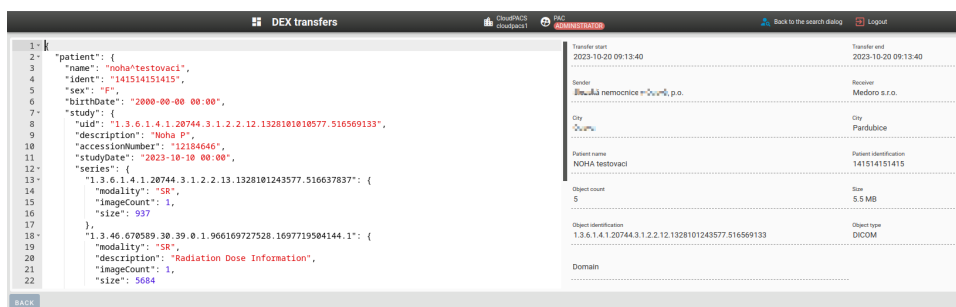 DEX transfers
CloudPACS
cloudpacs1
PAC
ADMINISTRATOR
Back to the search dialog
Logout
1 {
2 "patient": {
3 "name": "noha^testovaci",
4 "ident": "141514151415",
5 "sex": "F",
6 "birthDate": "2000-00-00 00:00",
7 "study": {
8 "uid": "1.3.6.1.4.1.20744.3.1.2.2.12.1328101010577.516569133",
9 "description": "Noha P",
10 "accessionNumber": "12184646",
11 "studyDate": "2023-10-10 00:00",
12 "series": {
13 "1.3.6.1.4.1.20744.3.1.2.2.13.1328101243577.516637837": {
14 "modality": "SR",
15 "imageCount": 1,
16 "size": 937
17 },
18 "1.3.46.670589.30.39.0.1.966169727528.1697719504144.1": {
19 "modality": "SR",
20 "description": "Radiation Dose Information",
21 "imageCount": 1,
22 "size": 5684
Transfer start
2023-10-20 09:13:40
Transfer end
2023-10-20 09:13:40
Sender
nemocnice p.o.
Receiver
Medoro s.r.o.
City
City
Pardubice
Patient name
NOHA testovaci
Patient identification
141514151415
Object count
5
Size
5.5 MB
Object identification
1.3.6.1.4.1.20744.3.1.2.2.12.1328101243577.516569133
Object type
DICOM
Domain
BACK